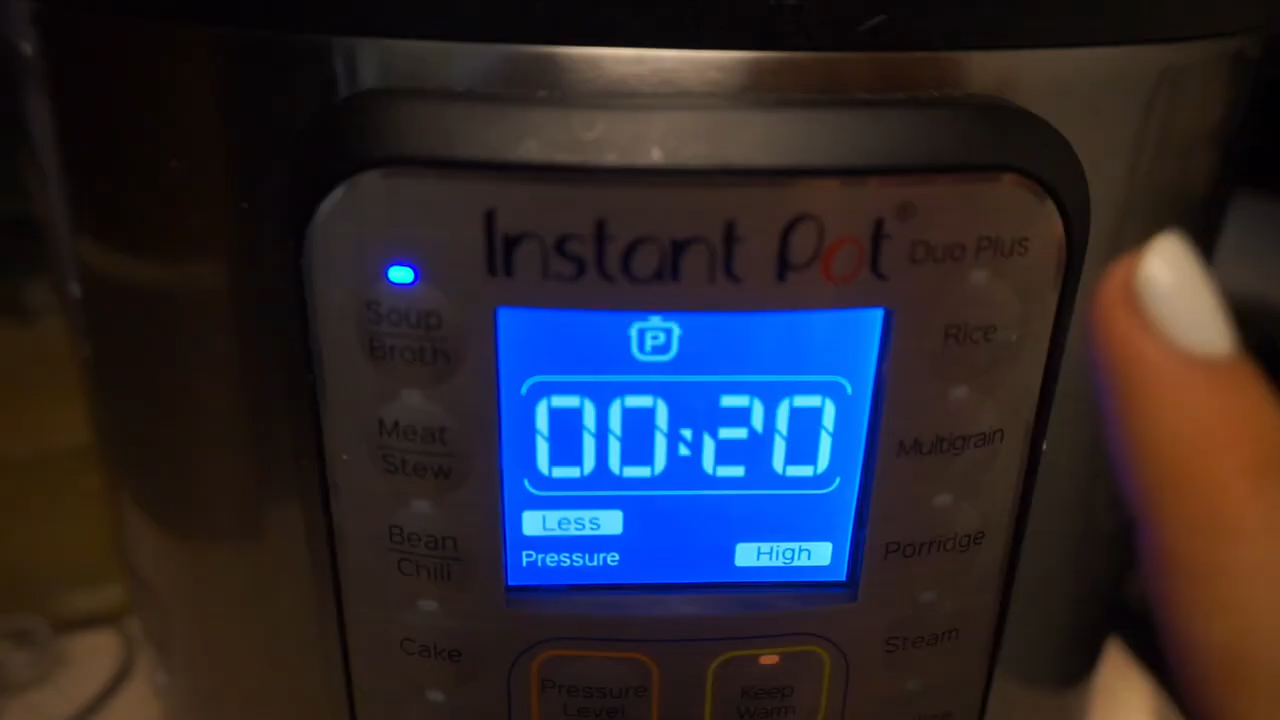 Instant Pot® Duo Plus
Soup
Broth
Meat
Stew
Bean
Chili
Cake
P
00:20
Less
Pressure
High
Rice
Multigrain
Porridge
Steam
Pressure
Level
Keep
Warm